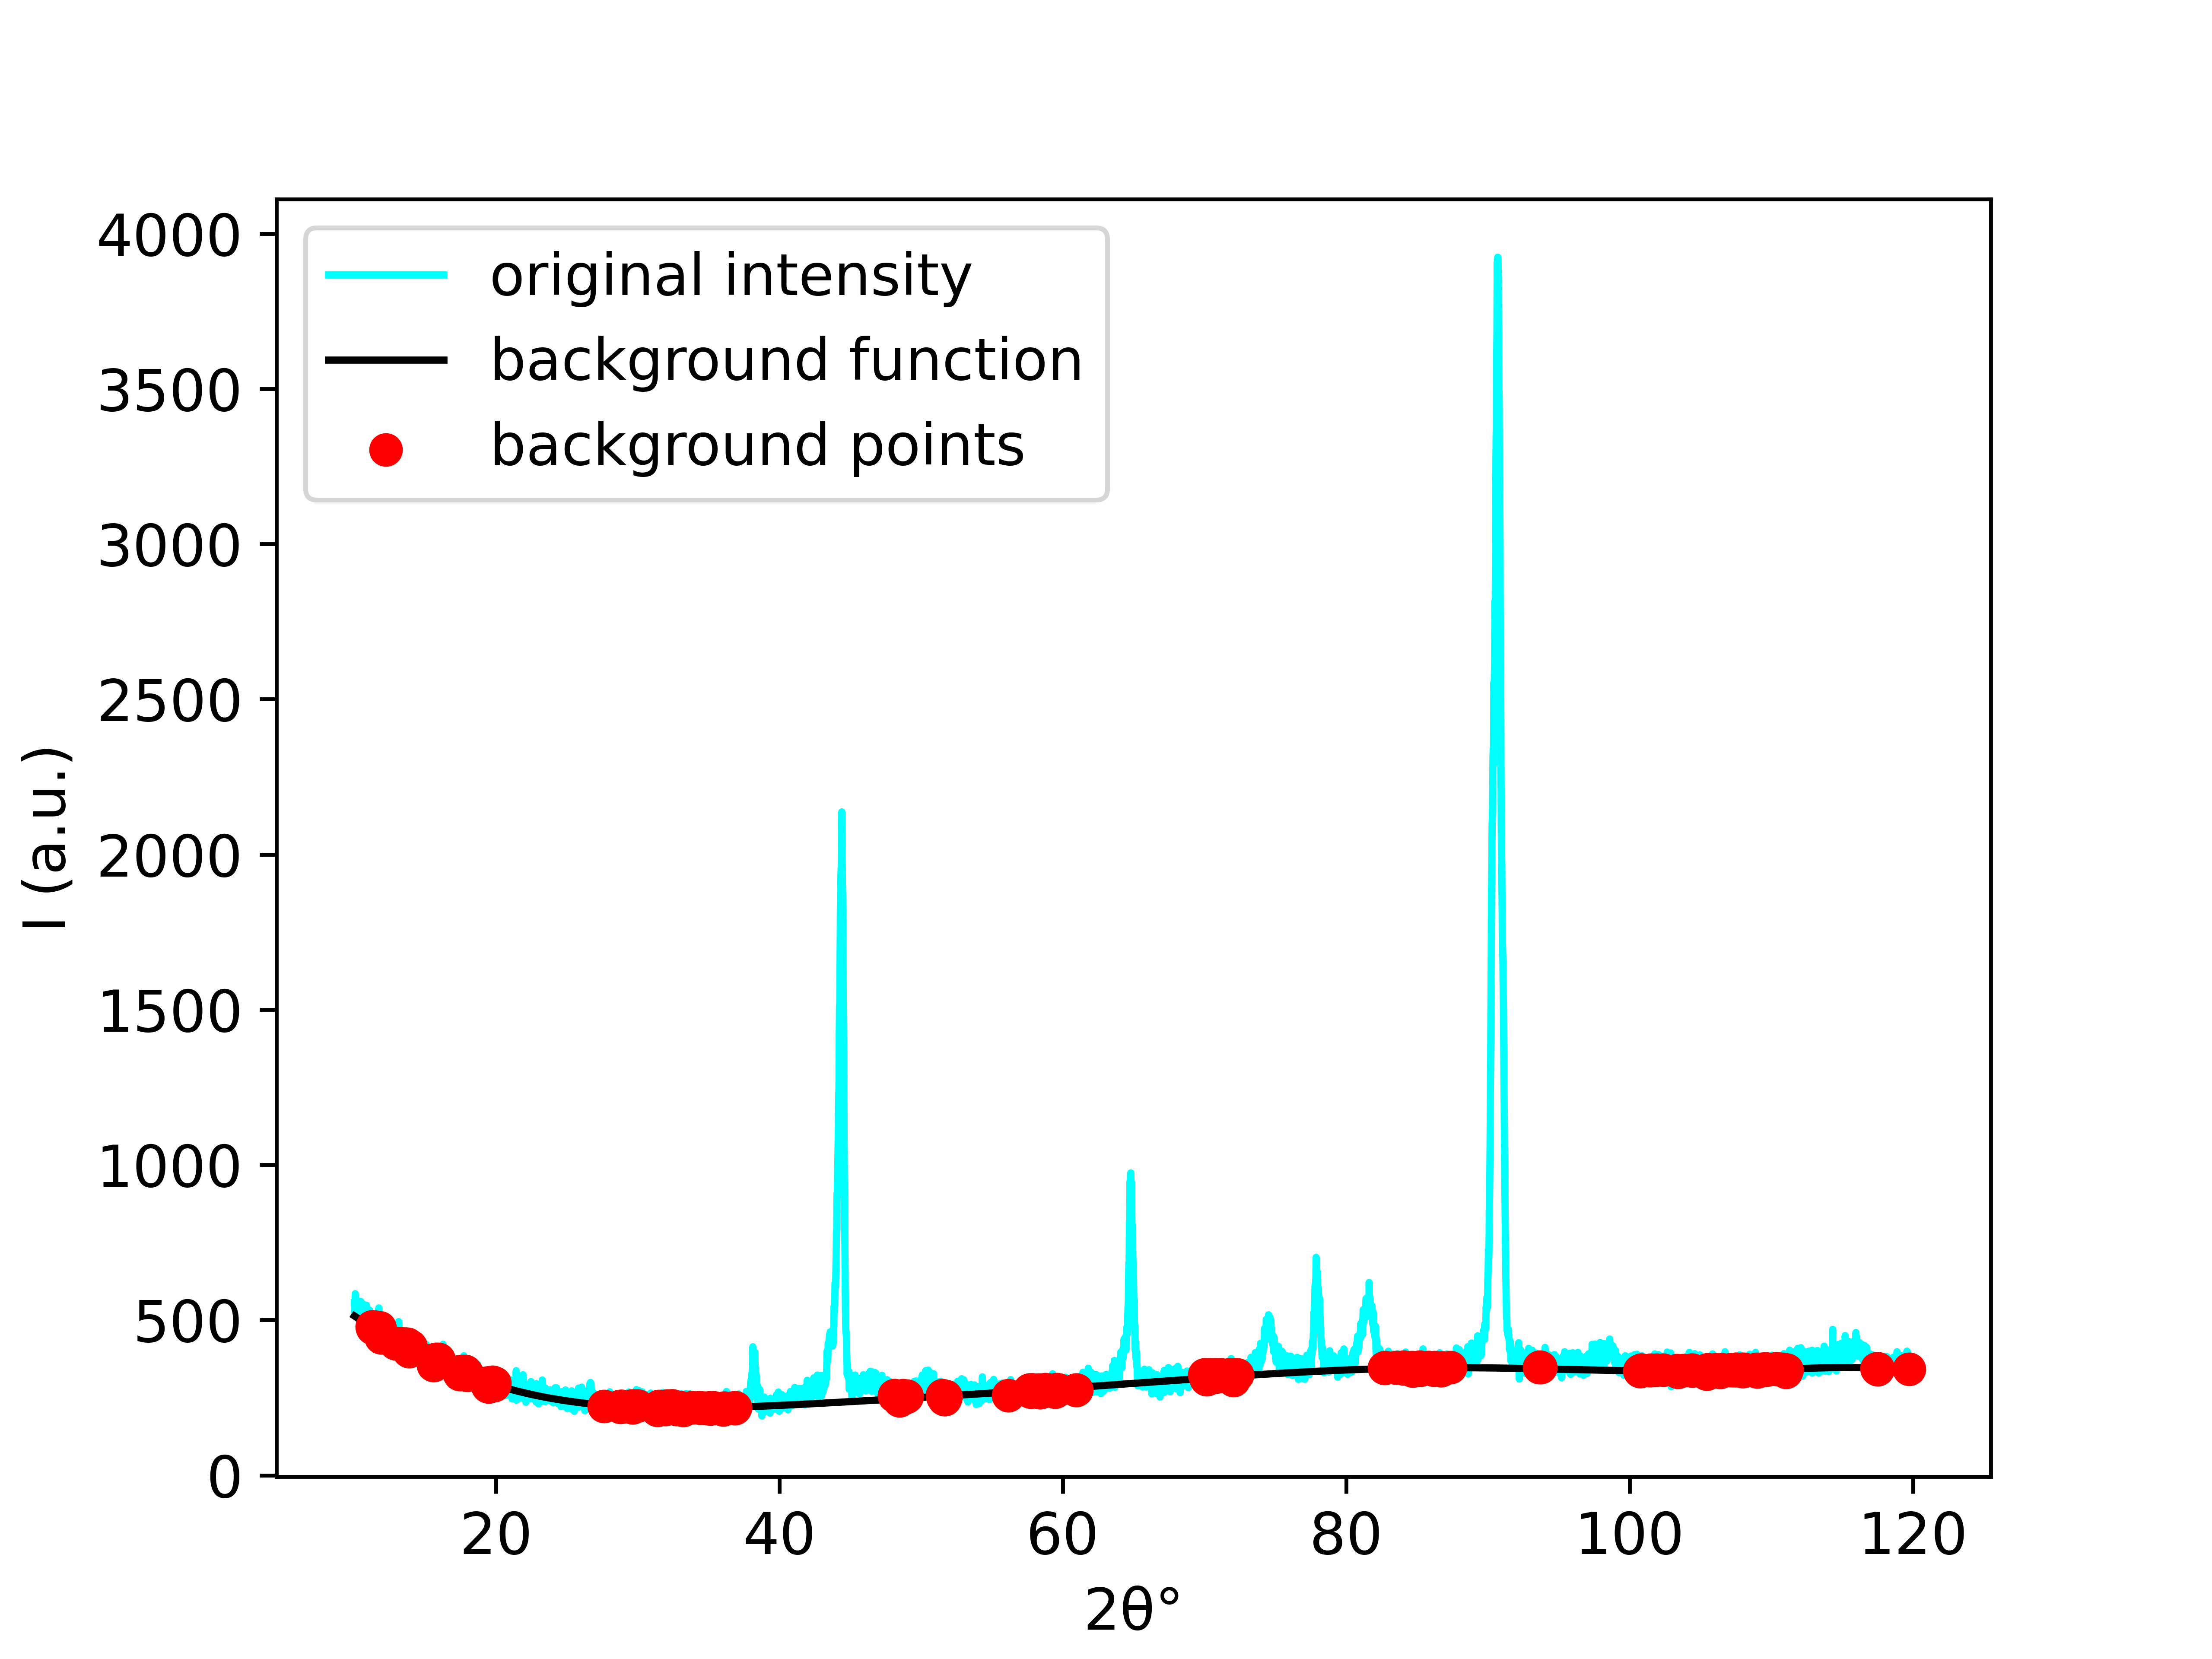 4000
3500
3000
2500
2000
1500
1000
500
0
I (a.u.)
original intensity
background function
background points
20 40 60 80 100 120
2θ°